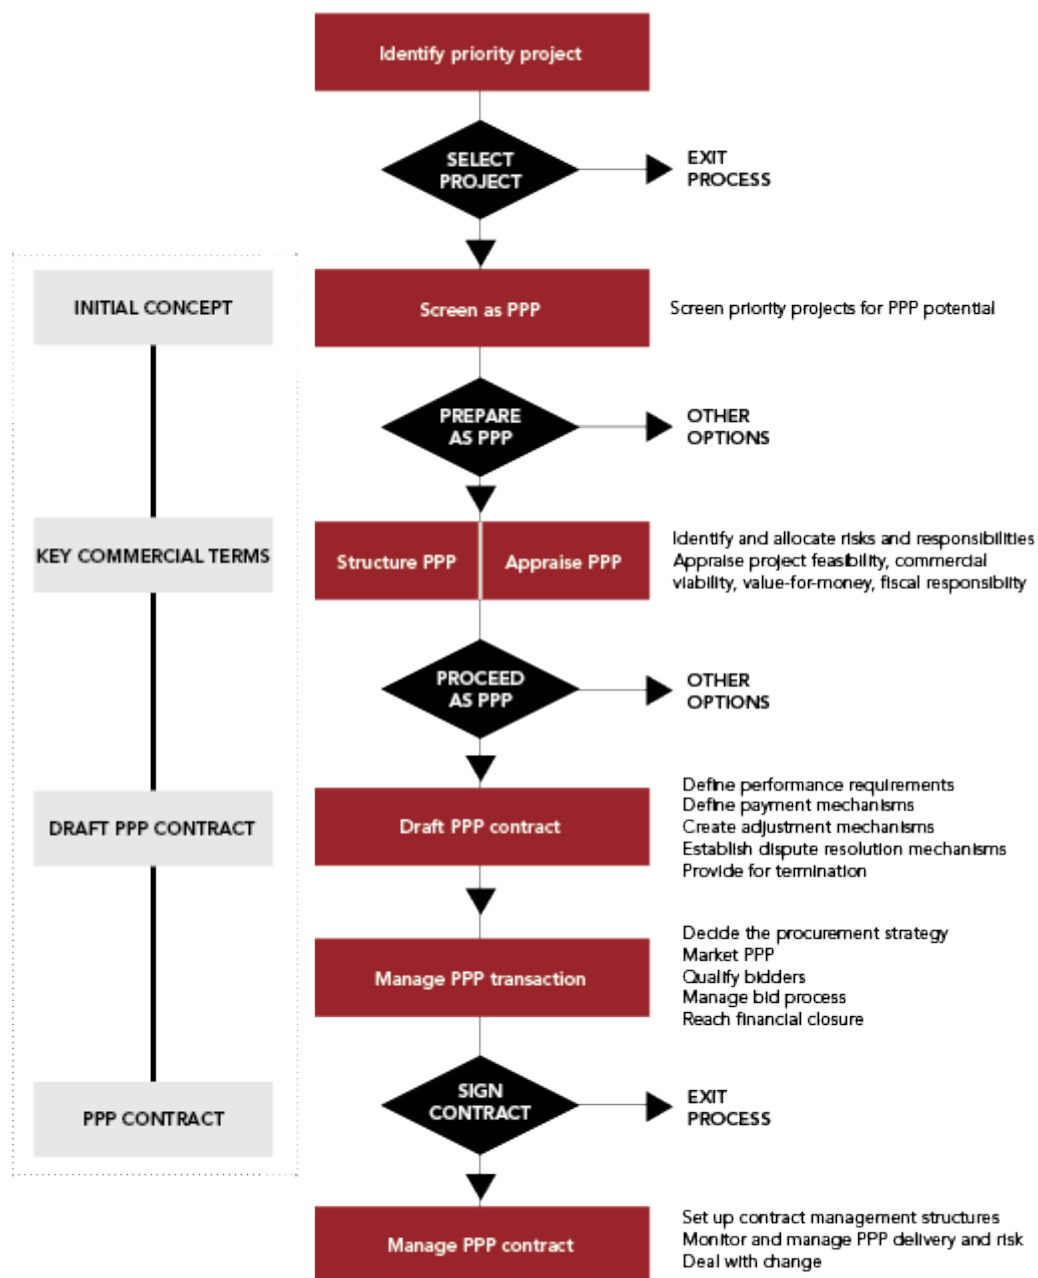 Identify priority project
SELECT
PROJECT
EXIT
PROCESS
INITIAL CONCEPT
Screen as PPP
Screen priority projects for PPP potential
PREPARE
AS PPP
OTHER
OPTIONS
KEY COMMERCIAL TERMS
Structure PPP
Appraise PPP
Identify and allocate risks and responsibilities
Appraise project feasibility, commercial
viability, value-for-money, fiscal responsibility
PROCEED
AS PPP
OTHER
OPTIONS
DRAFT PPP CONTRACT
Draft PPP contract
Define performance requirements
Define payment mechanisms
Create adjustment mechanisms
Establish dispute resolution mechanisms
Provide for termination
Manage PPP transaction
Decide the procurement strategy
Market PPP
Qualify bidders
Manage bid process
Reach financial closure
SIGN
CONTRACT
EXIT
PROCESS
PPP CONTRACT
Manage PPP contract
Set up contract management structures
Monitor and manage PPP delivery and risk
Deal with change